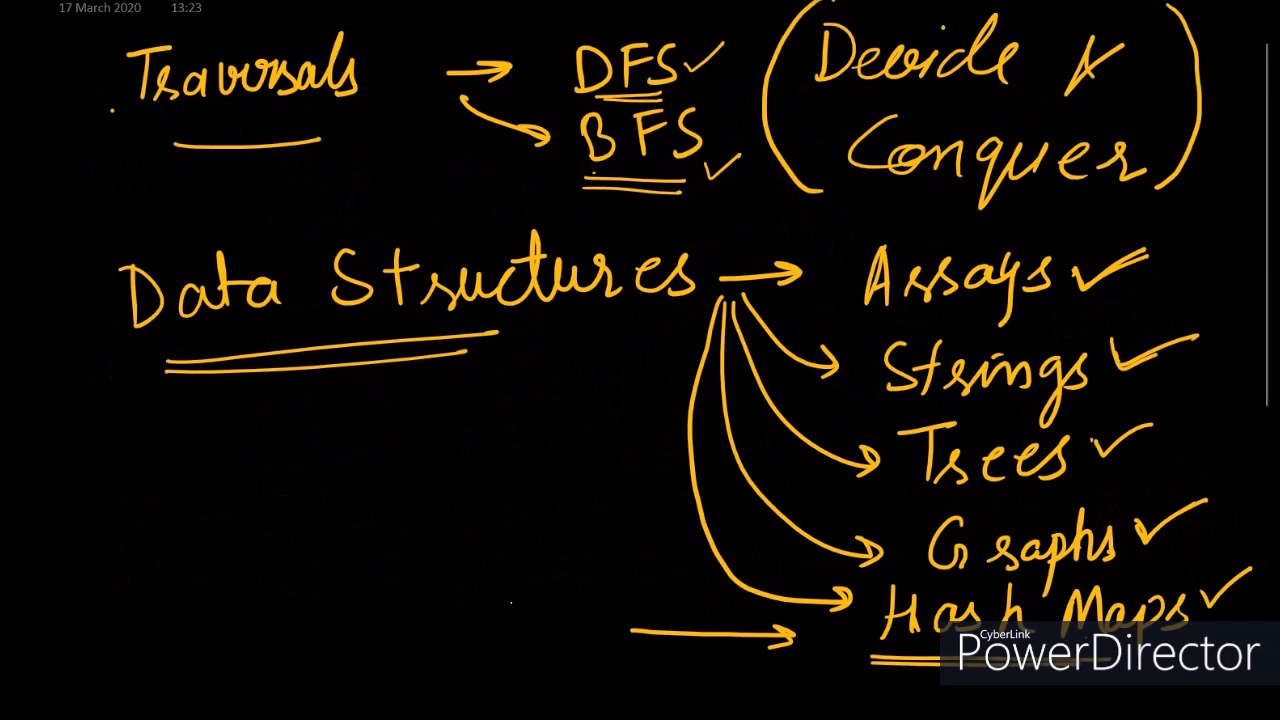 17 March 2020 13:23
Traversals → DFS ✓ (Devide &
BFS ✓ Conquer)
Data Structures → Arrays ✓
Strings ✓
Trees ✓
Graphs ✓
Hash Maps ✓
CyberLink
PowerDirector